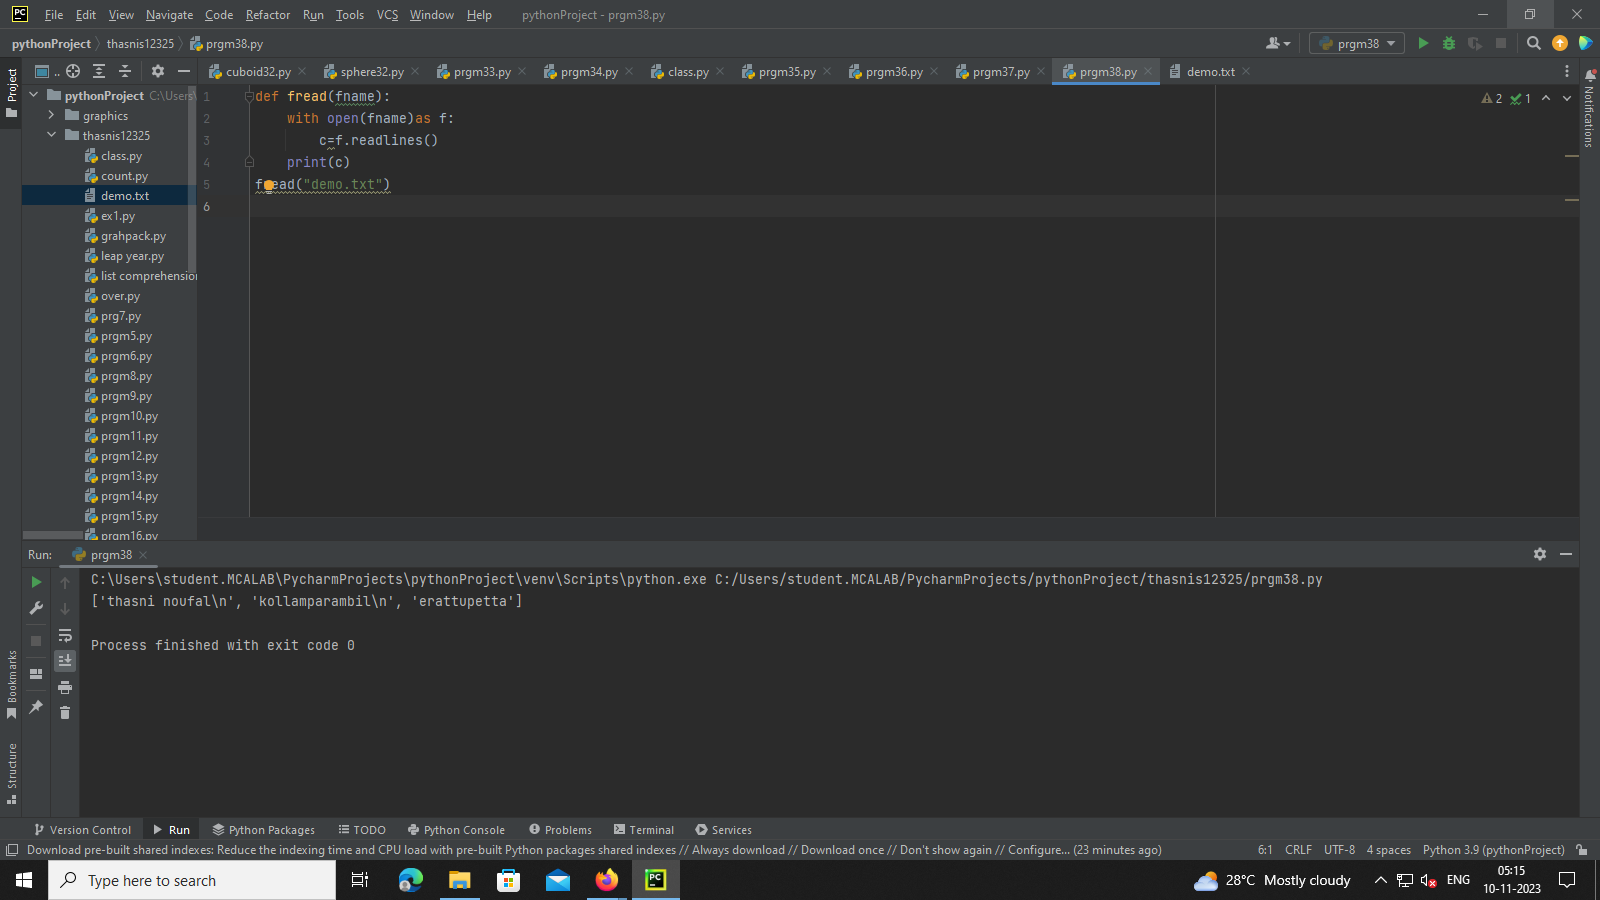 PC File Edit View Navigate Code Refactor Run Tools VCS Window Help pythonProject - prgm38.py
pythonProject thasnis12325 prgm38.py prgm38
Project .. cuboid32.py sphere32.py prgm33.py prgm34.py class.py prgm35.py prgm36.py prgm37.py prgm38.py demo.txt
pythonProject C:\Users\
graphics
thasnis12325
class.py
count.py
demo.txt
ex1.py
grahpack.py
leap year.py
list comprehension
over.py
prg7.py
prgm5.py
prgm6.py
prgm8.py
prgm9.py
prgm10.py
prgm11.py
prgm12.py
prgm13.py
prgm14.py
prgm15.py
prgm16.py
1 def fread(fname):
2 with open(fname)as f:
3 c=f.readlines()
4 print(c)
5 fread("demo.txt")
6
2 1
Notifications
Run: prgm38
C:\Users\student.MCALAB\PycharmProjects\pythonProject\venv\Scripts\python.exe C:/Users/student.MCALAB/PycharmProjects/pythonProject/thasnis12325/prgm38.py
['thasni noufal\n', 'kollamparambil\n', 'erattupetta']
Process finished with exit code 0
Bookmarks
Structure
Version Control Run Python Packages TODO Python Console Problems Terminal Services
Download pre-built shared indexes: Reduce the indexing time and CPU load with pre-built Python packages shared indexes // Always download // Download once // Don't show again // Configure... (23 minutes ago) 6:1 CRLF UTF-8 4 spaces Python 3.9 (pythonProject)
Type here to search PC 28°C Mostly cloudy ENG 05:15
10-11-2023